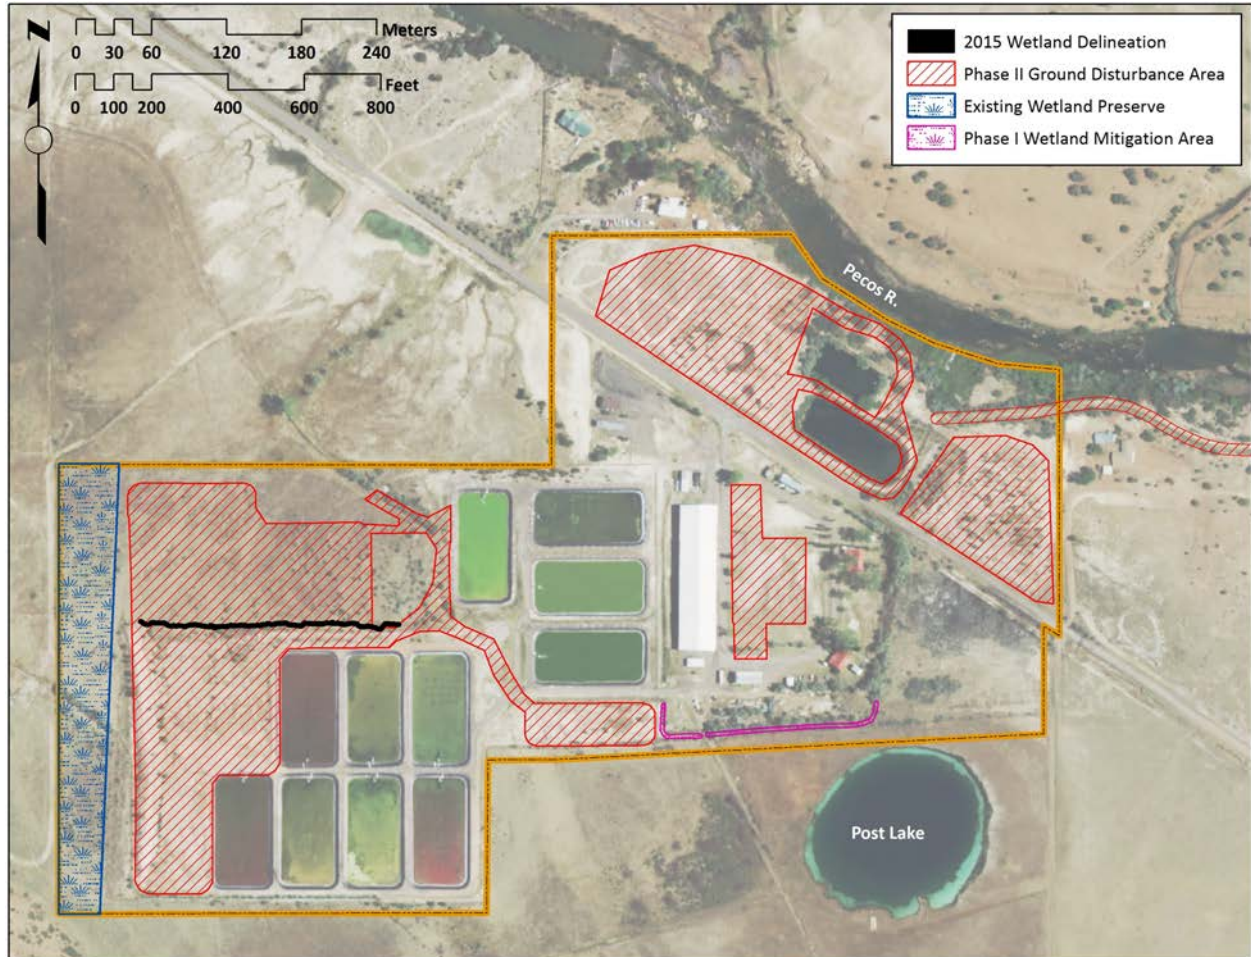 N
Meters
0 30 60 120 180 240
Feet
0 100 200 400 600 800
2015 Wetland Delineation
Phase II Ground Disturbance Area
Existing Wetland Preserve
Phase I Wetland Mitigation Area
Pecos R.
Post Lake